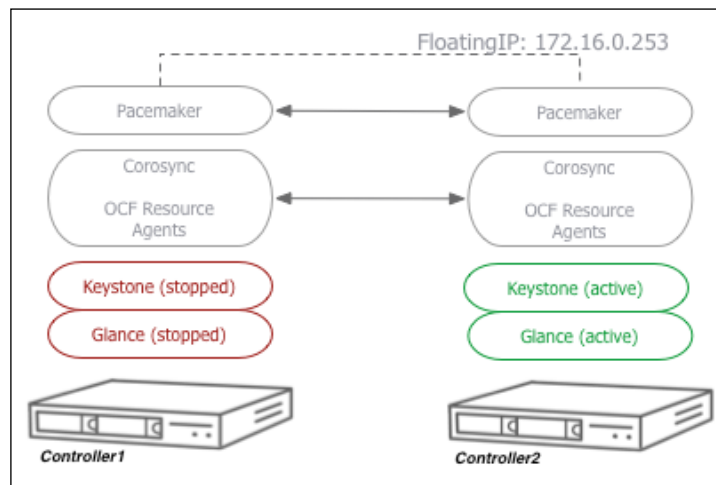 FloatingIP: 172.16.0.253
Pacemaker
Pacemaker
Corosync
OCF Resource
Agents
Corosync
OCF Resource
Agents
Keystone (stopped)
Keystone (active)
Glance (stopped)
Glance (active)
Controller1
Controller2